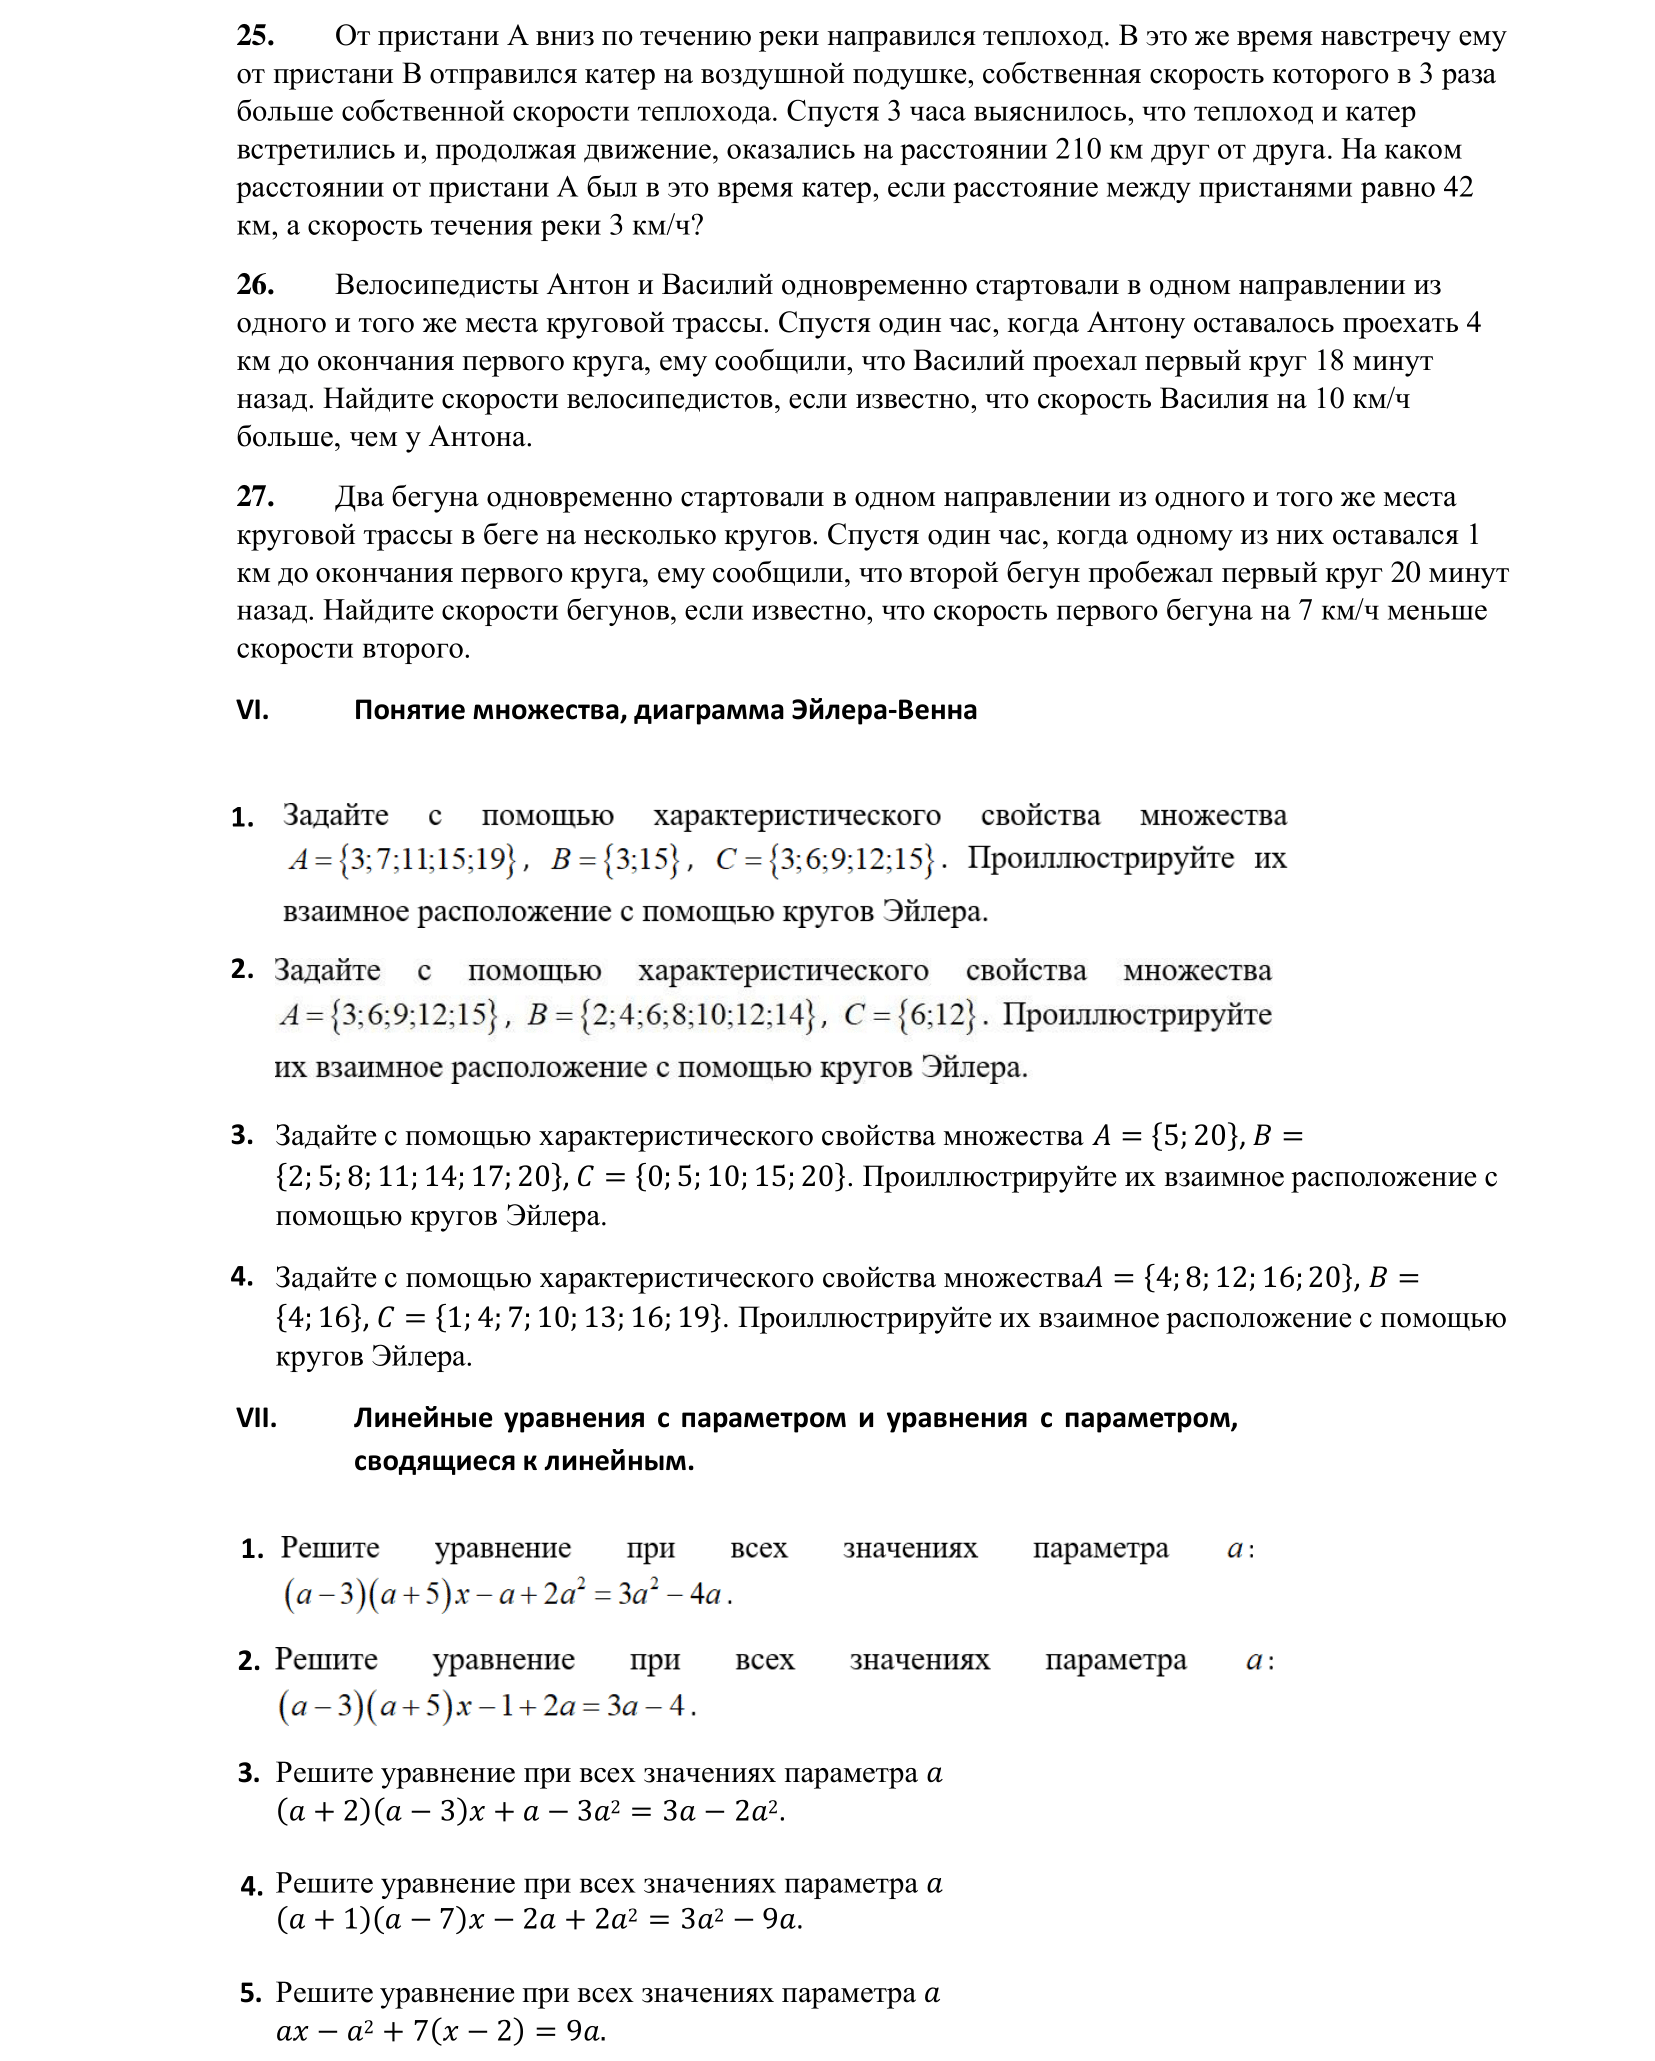 25. От пристани А вниз по течению реки направился теплоход. В это же время навстречу ему
от пристани В отправился катер на воздушной подушке, собственная скорость которого в 3 раза
больше собственной скорости теплохода. Спустя 3 часа выяснилось, что теплоход и катер
встретились и, продолжая движение, оказались на расстоянии 210 км друг от друга. На каком
расстоянии от пристани А был в это время катер, если расстояние между пристанями равно 42
км, а скорость течения реки 3 км/ч?
26. Велосипедисты Антон и Василий одновременно стартовали в одном направлении из
одного и того же места круговой трассы. Спустя один час, когда Антону оставалось проехать 4
км до окончания первого круга, ему сообщили, что Василий проехал первый круг 18 минут
назад. Найдите скорости велосипедистов, если известно, что скорость Василия на 10 км/ч
больше, чем у Антона.
27. Два бегуна одновременно стартовали в одном направлении из одного и того же места
круговой трассы в беге на несколько кругов. Спустя один час, когда одному из них оставался 1
км до окончания первого круга, ему сообщили, что второй бегун пробежал первый круг 20 минут
назад. Найдите скорости бегунов, если известно, что скорость первого бегуна на 7 км/ч меньше
скорости второго.
VI. Понятие множества, диаграмма Эйлера-Венна
1. Задайте с помощью характеристического свойства множества
A = {3;7;11;15;19}, B = {3;15}, C = {3;6;9;12;15}. Проиллюстрируйте их
взаимное расположение с помощью кругов Эйлера.
2. Задайте с помощью характеристического свойства множества
A = {3;6;9;12;15}, B = {2;4;6;8;10;12;14}, C = {6;12}. Проиллюстрируйте
их взаимное расположение с помощью кругов Эйлера.
3. Задайте с помощью характеристического свойства множества A = {5; 20}, B =
{2; 5; 8; 11; 14; 17; 20}, C = {0; 5; 10; 15; 20}. Проиллюстрируйте их взаимное расположение с
помощью кругов Эйлера.
4. Задайте с помощью характеристического свойства множестваA = {4; 8; 12; 16; 20}, B =
{4; 16}, C = {1; 4; 7; 10; 13; 16; 19}. Проиллюстрируйте их взаимное расположение с помощью
кругов Эйлера.
VII. Линейные уравнения с параметром и уравнения с параметром,
сводящиеся к линейным.
1. Решите уравнение при всех значениях параметра a:
(a−3)(a+5)x−a+2a²=3a²−4a.
2. Решите уравнение при всех значениях параметра a:
(a−3)(a+5)x−1+2a=3a−4.
3. Решите уравнение при всех значениях параметра a
(a + 2)(a − 3)x + a − 3a² = 3a − 2a².
4. Решите уравнение при всех значениях параметра a
(a + 1)(a − 7)x − 2a + 2a² = 3a² − 9a.
5. Решите уравнение при всех значениях параметра a
ax − a² + 7(x − 2) = 9a.